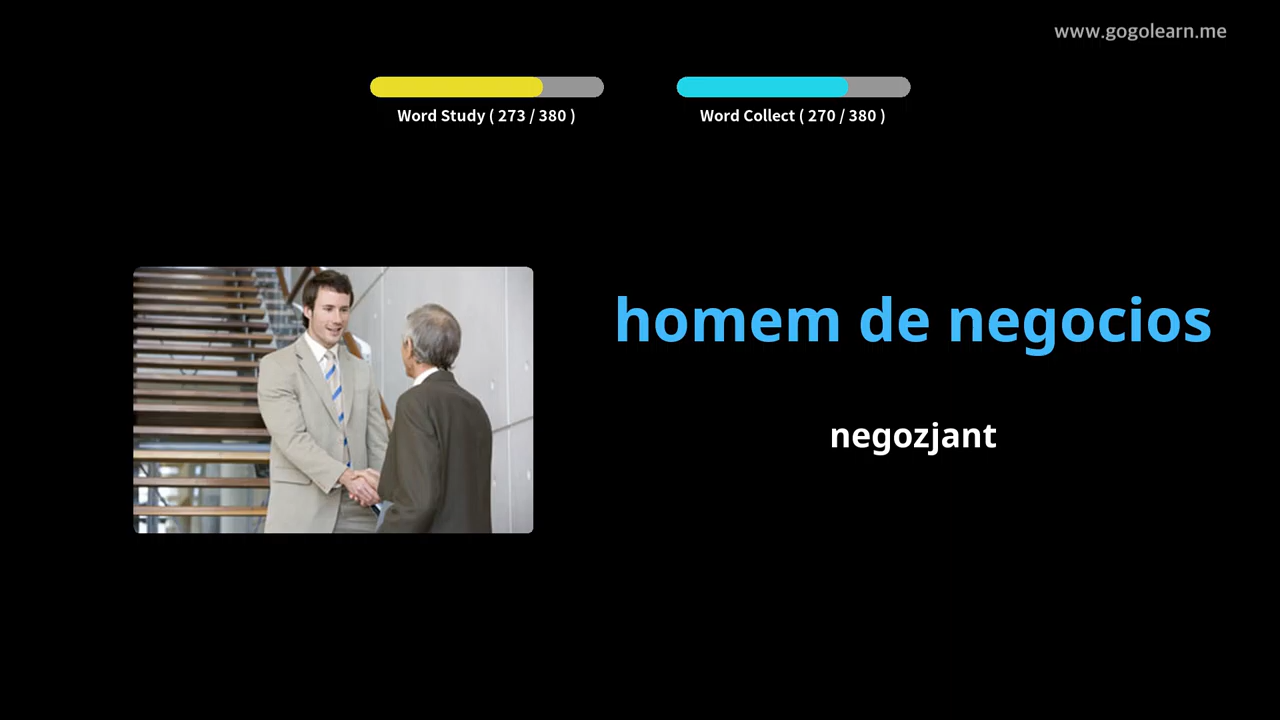 www.gogolearn.me
Word Study ( 273 / 380 )
Word Collect ( 270 / 380 )
homem de negocios
negozjant